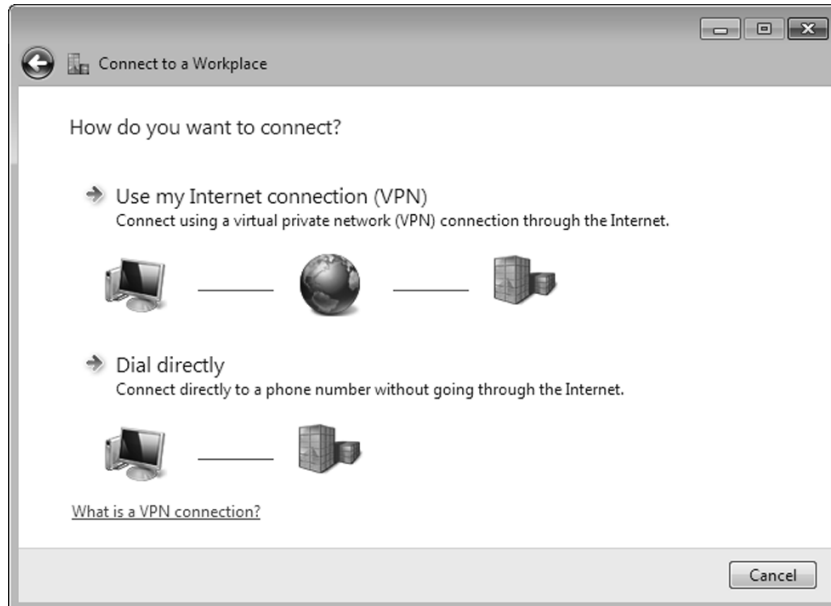 Connect to a Workplace
How do you want to connect?
Use my Internet connection (VPN)
Connect using a virtual private network (VPN) connection through the Internet.
Dial directly
Connect directly to a phone number without going through the Internet.
What is a VPN connection?
Cancel